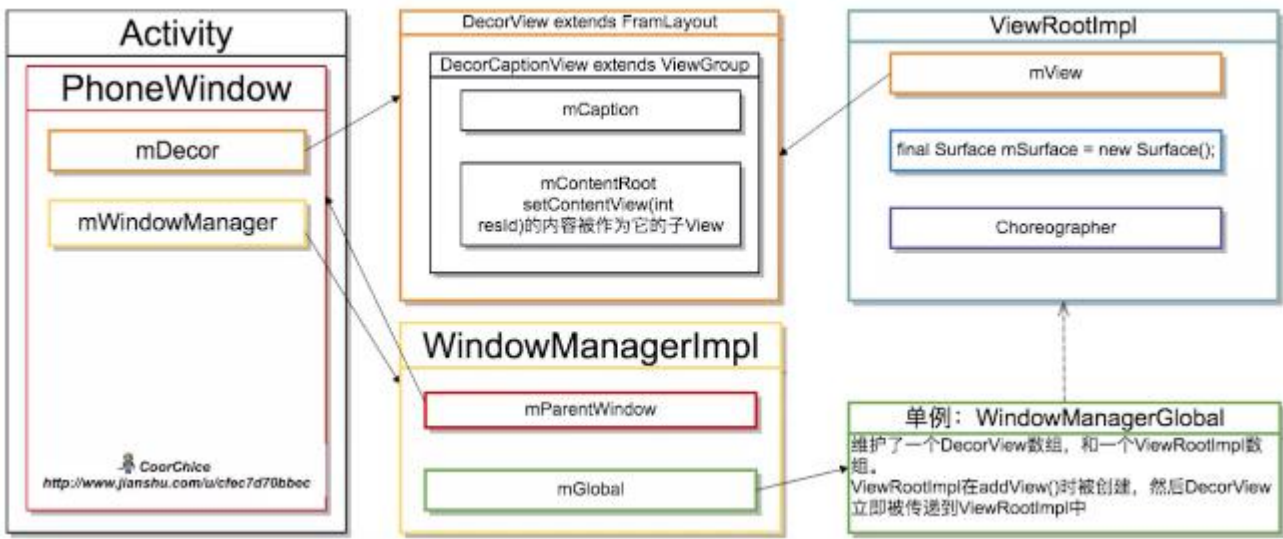 Activity
PhoneWindow
mDecor
mWindowManager
CoorChice
http://www.jianshu.com/u/cfec7d70bbec
DecorView extends FramLayout
DecorCaptionView extends ViewGroup
mCaption
mContentRoot
setContentView(int
resId)的内容被作为它的子View
WindowManagerImpl
mParentWindow
mGlobal
ViewRootImpl
mView
final Surface mSurface = new Surface();
Choreographer
单例：WindowManagerGlobal
维护了一个DecorView数组，和一个ViewRootImpl数
组。
ViewRootImpl在addView()时被创建，然后DecorView
立即被传递到ViewRootImpl中